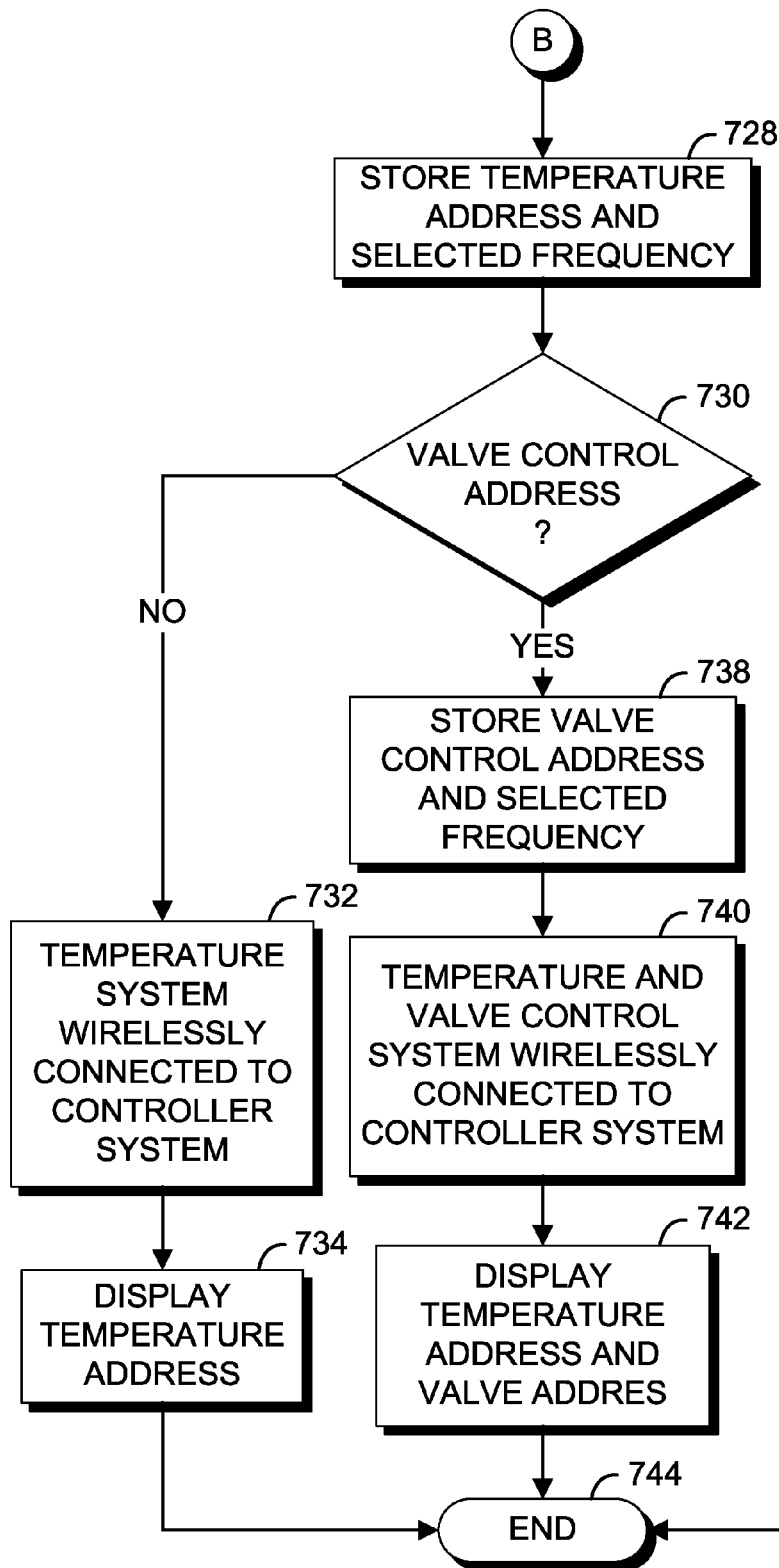 B
728
STORE TEMPERATURE
ADDRESS AND
SELECTED FREQUENCY
730
VALVE CONTROL
ADDRESS
?
NO
YES
738
STORE VALVE
CONTROL ADDRESS
AND SELECTED
FREQUENCY
732
TEMPERATURE
SYSTEM
WIRELESSLY
CONNECTED TO
CONTROLLER
SYSTEM
740
TEMPERATURE AND
VALVE CONTROL
SYSTEM WIRELESSLY
CONNECTED TO
CONTROLLER SYSTEM
734
DISPLAY
TEMPERATURE
ADDRESS
742
DISPLAY
TEMPERATURE
ADDRESS AND
VALVE ADDRES
744
END